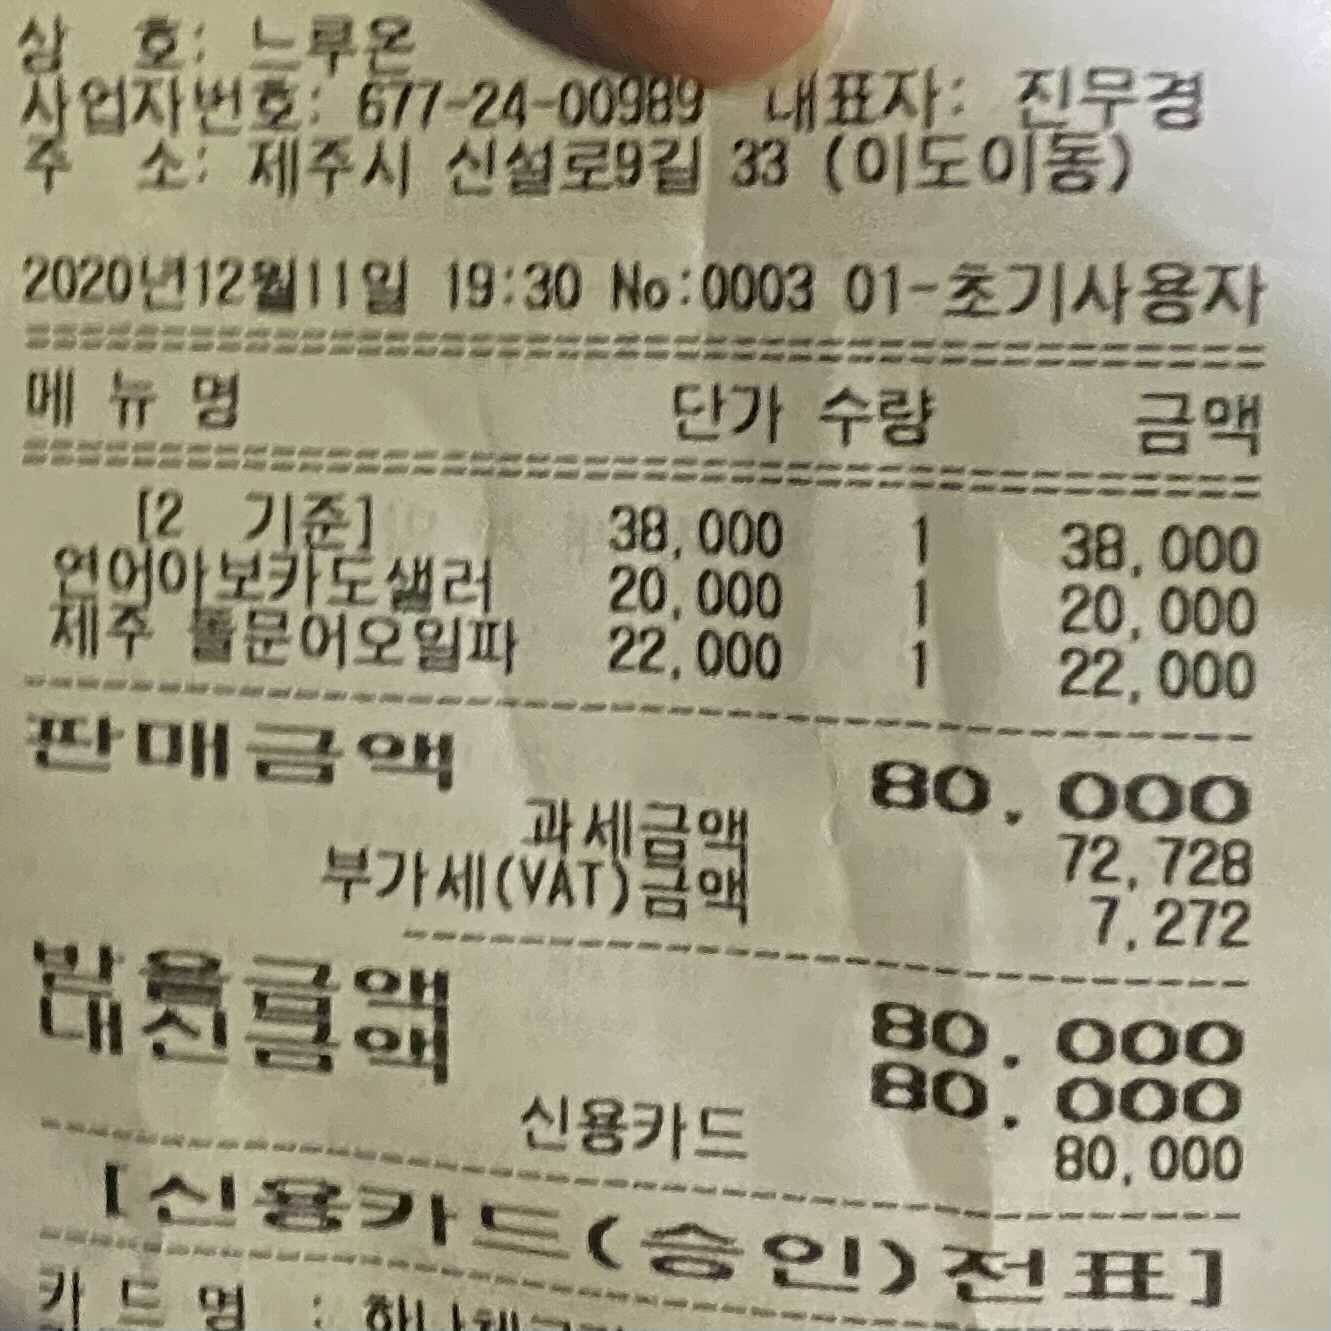 상 호: 느루온
사업자번호: 677-24-00989 대표자: 진무경
주 소: 제주시 신설로9길 33 (이도이동)
2020년12월11일 19:30 No:0003 01-초기사용자
메 뉴 명 단가 수량 금액
[2 기준] 38,000 1 38,000
연어아보카도샐러 20,000 1 20,000
제주 돌문어오일파 22,000 1 22,000
판매금액 80,000
과세금액 72,728
부가세(VAT)금액 7,272
받을금액 80,000
대신금액 80,000
신용카드 80,000
[신용카드(승인)전표]
카 드 명 :